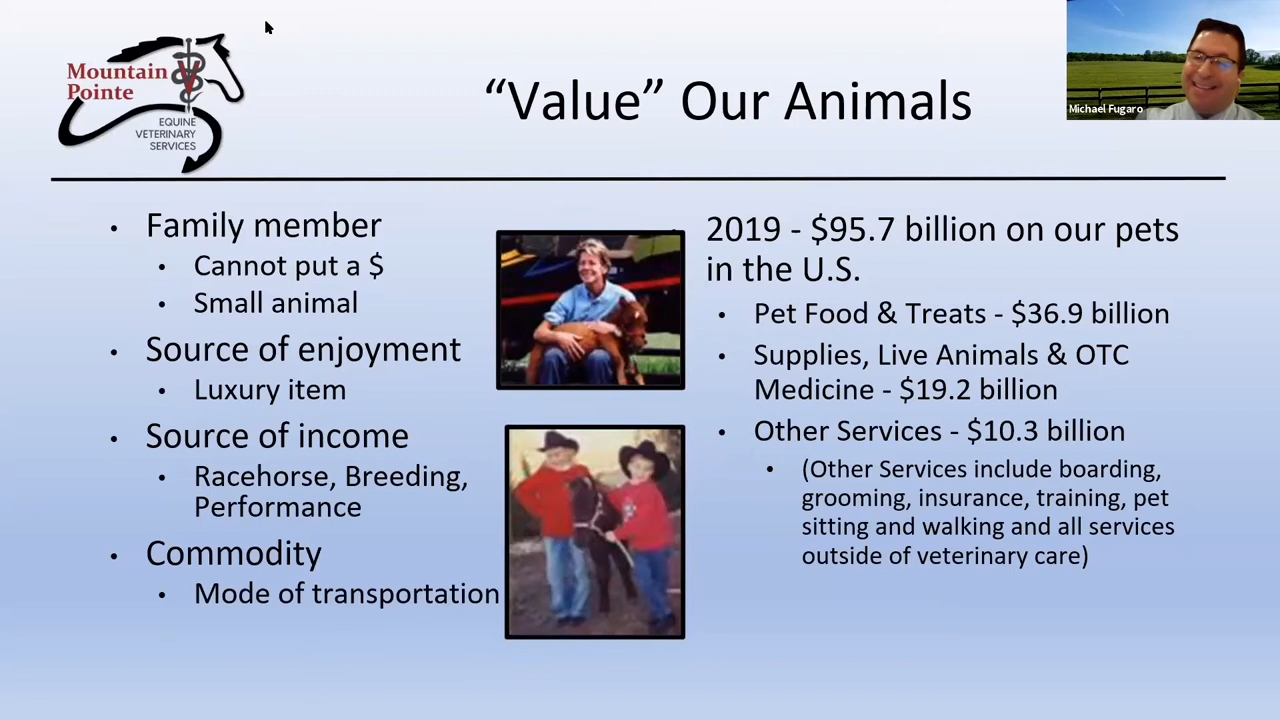 Mountain
Pointe
EQUINE
VETERINARY
SERVICES
“Value” Our Animals
Michael Fugaro
• Family member
• Cannot put a $
• Small animal
• Source of enjoyment
• Luxury item
• Source of income
• Racehorse, Breeding,
Performance
• Commodity
• Mode of transportation
2019 - $95.7 billion on our pets
in the U.S.
• Pet Food & Treats - $36.9 billion
• Supplies, Live Animals & OTC
Medicine - $19.2 billion
• Other Services - $10.3 billion
• (Other Services include boarding,
grooming, insurance, training, pet
sitting and walking and all services
outside of veterinary care)